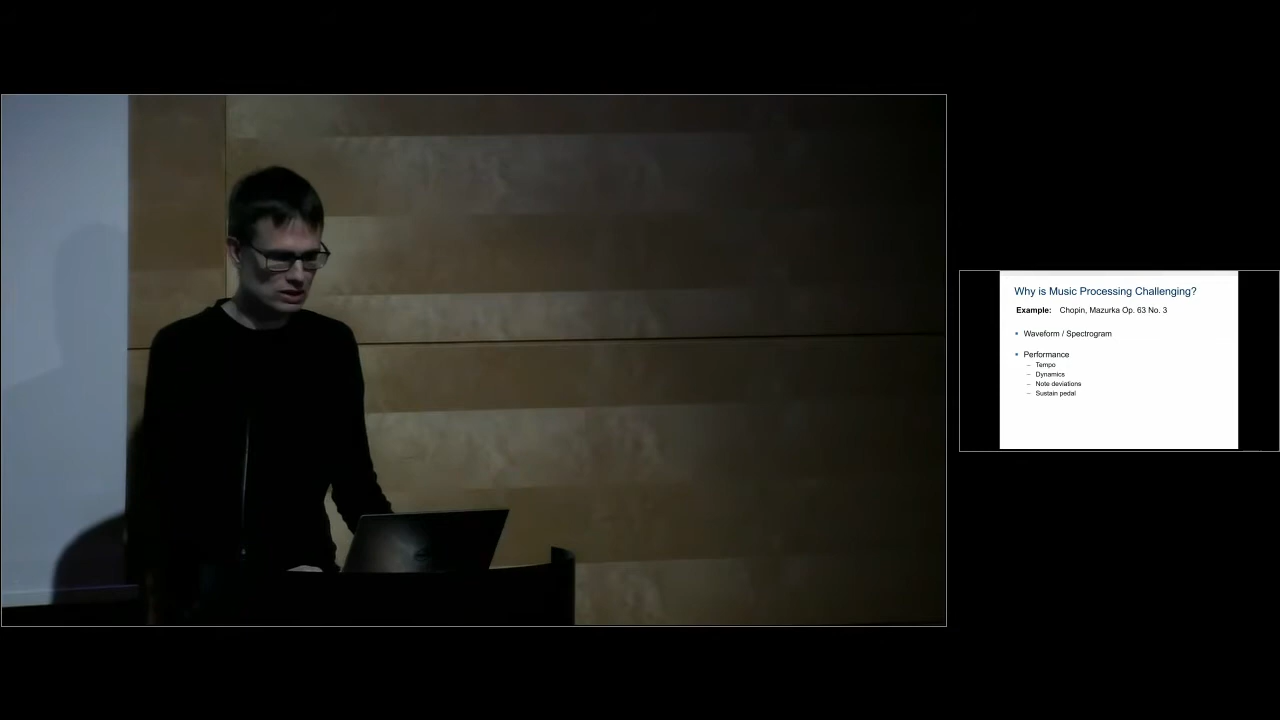 Why is Music Processing Challenging?
Example: Chopin, Mazurka Op. 63 No. 3
▪ Waveform / Spectrogram
▪ Performance
– Tempo
– Dynamics
– Note deviations
– Sustain pedal